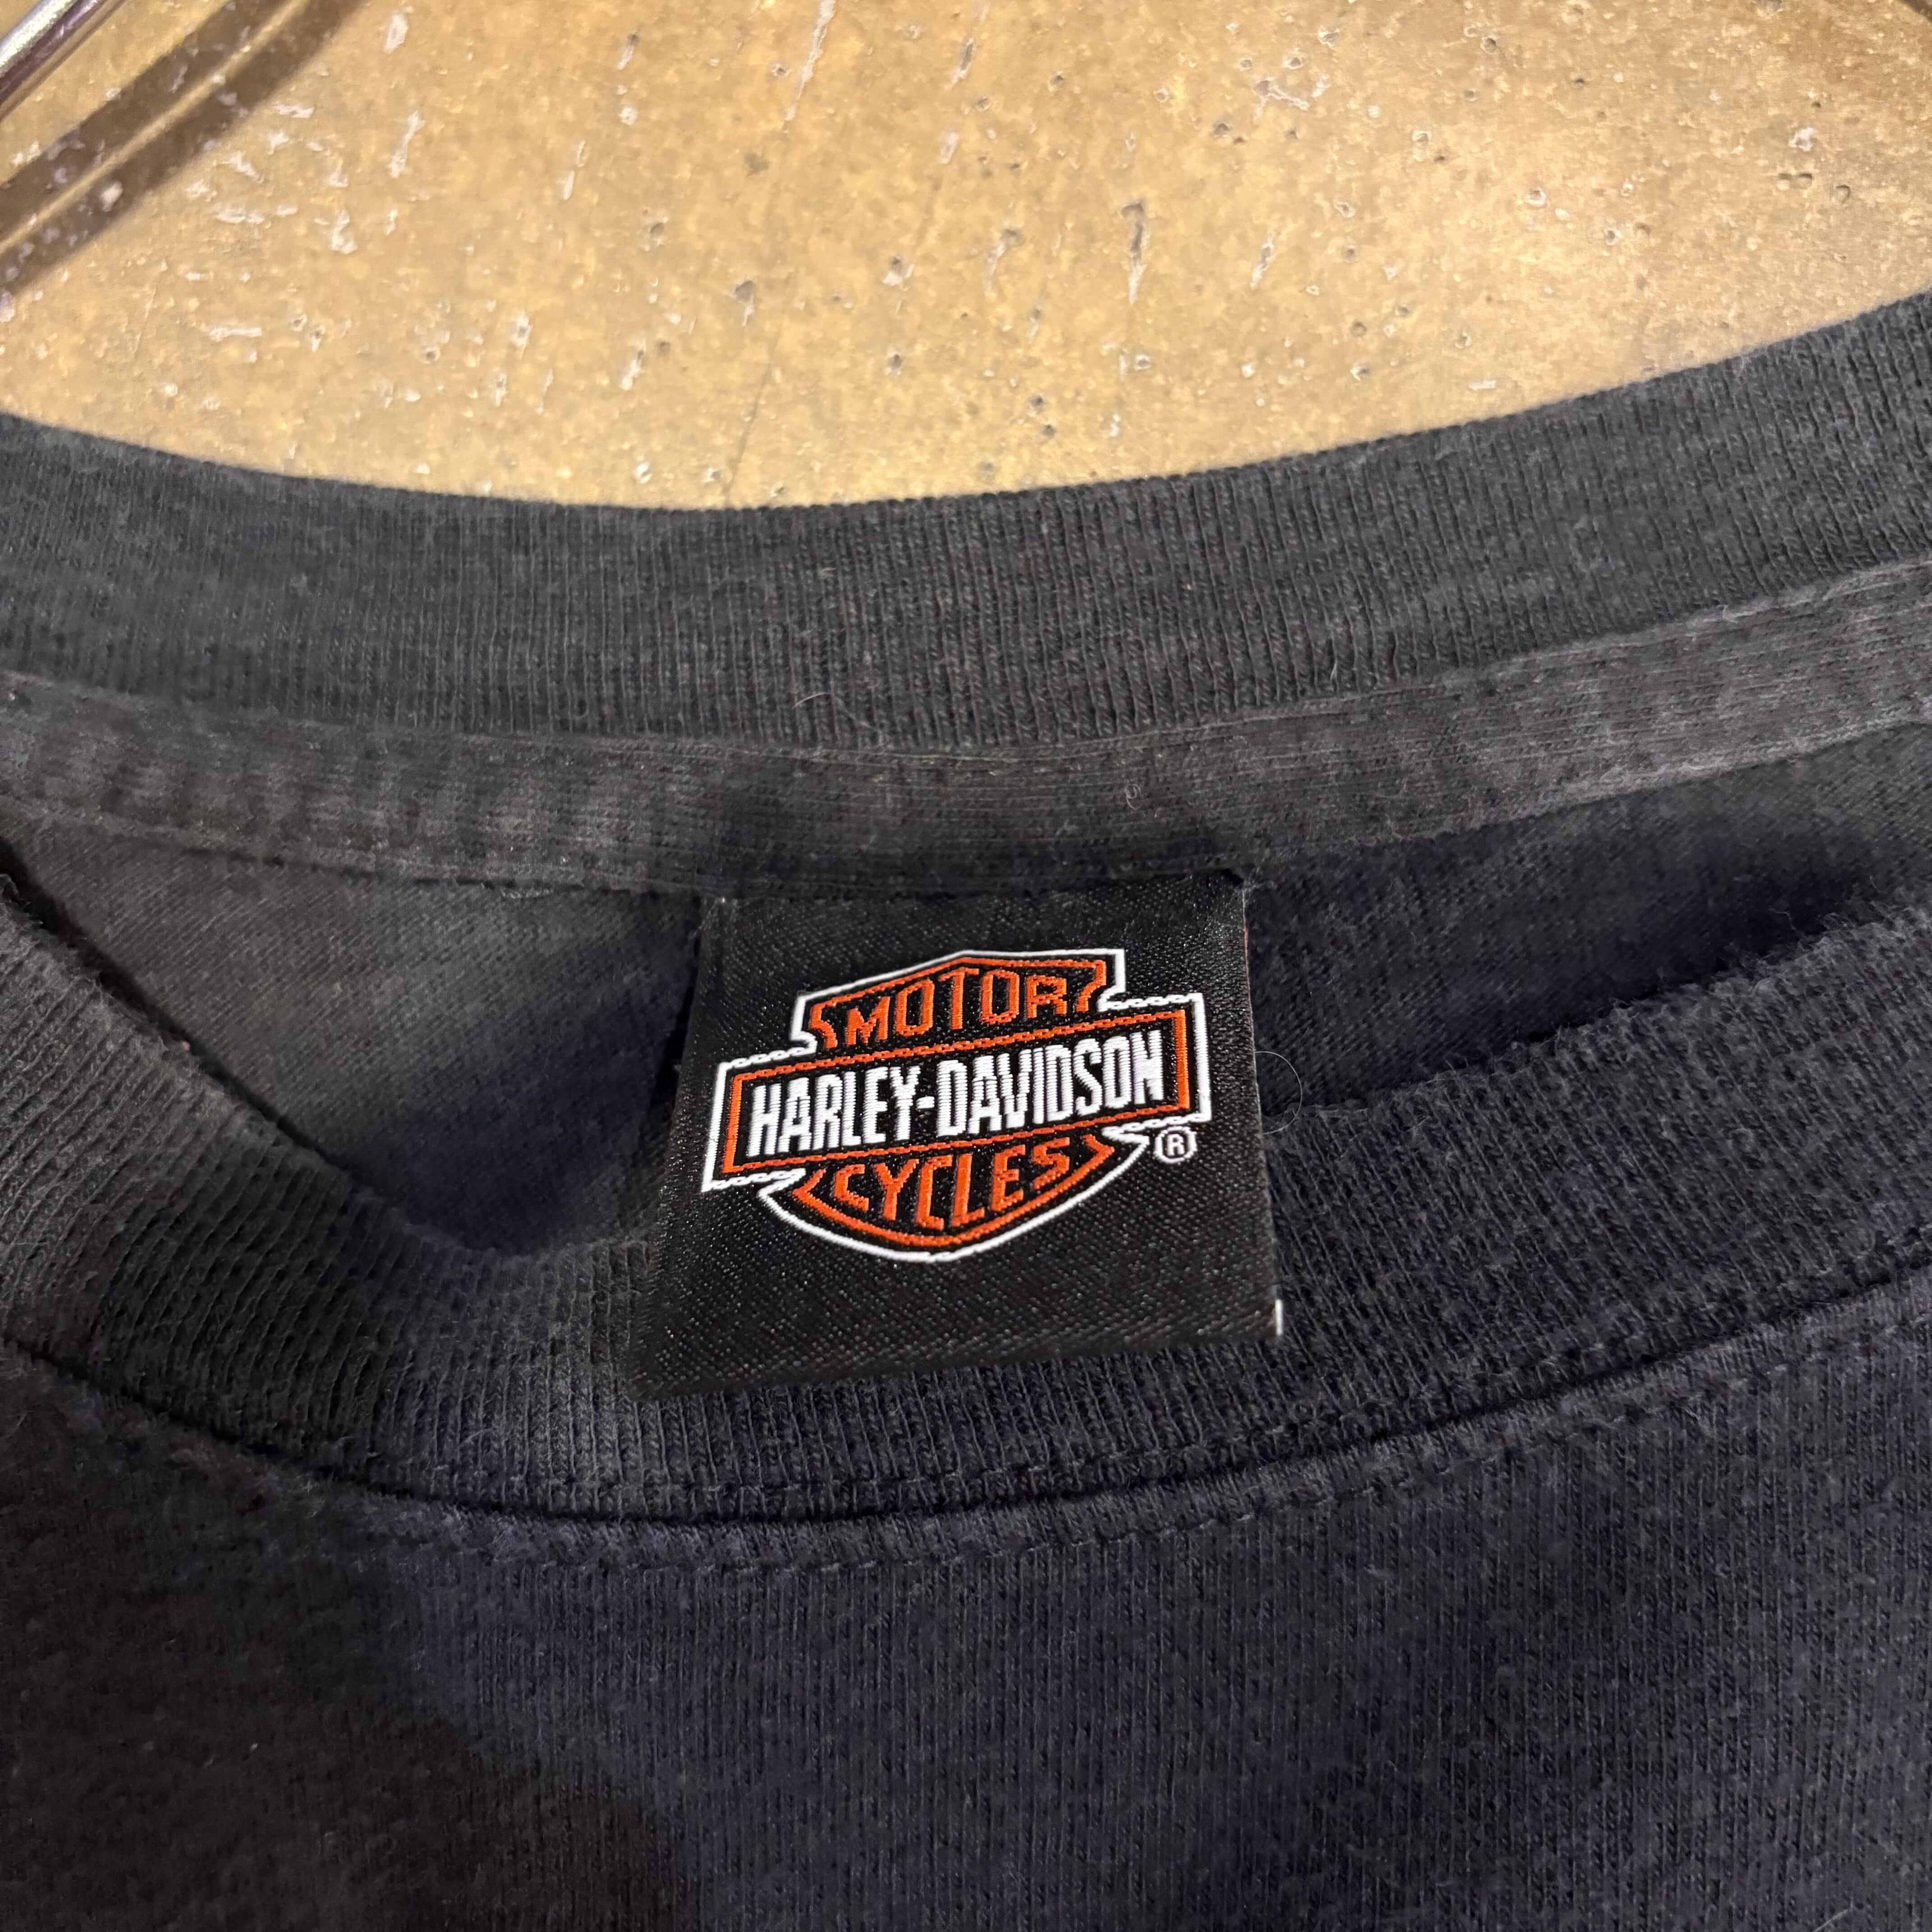 MOTOR
HARLEY-DAVIDSON
CYCLES
®